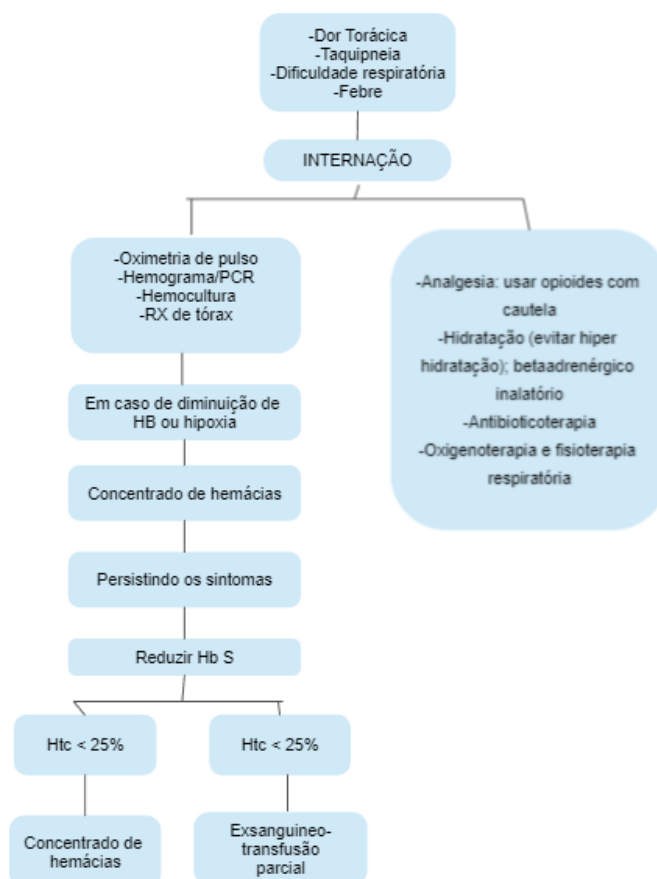 -Dor Torácica
-Taquipneia
-Dificuldade respiratória
-Febre
INTERNAÇÃO
-Oximetria de pulso
-Hemograma/PCR
-Hemocultura
-RX de tórax
-Analgesia: usar opioides com
cautela
-Hidratação (evitar hiper
hidratação); betaadrenérgico
inalatório
-Antibioticoterapia
-Oxigenoterapia e fisioterapia
respiratória
Em caso de diminuição de
HB ou hipoxia
Concentrado de hemácias
Persistindo os sintomas
Reduzir Hb S
Htc < 25%
Htc < 25%
Concentrado de
hemácias
Exsanguineo-
transfusão
parcial